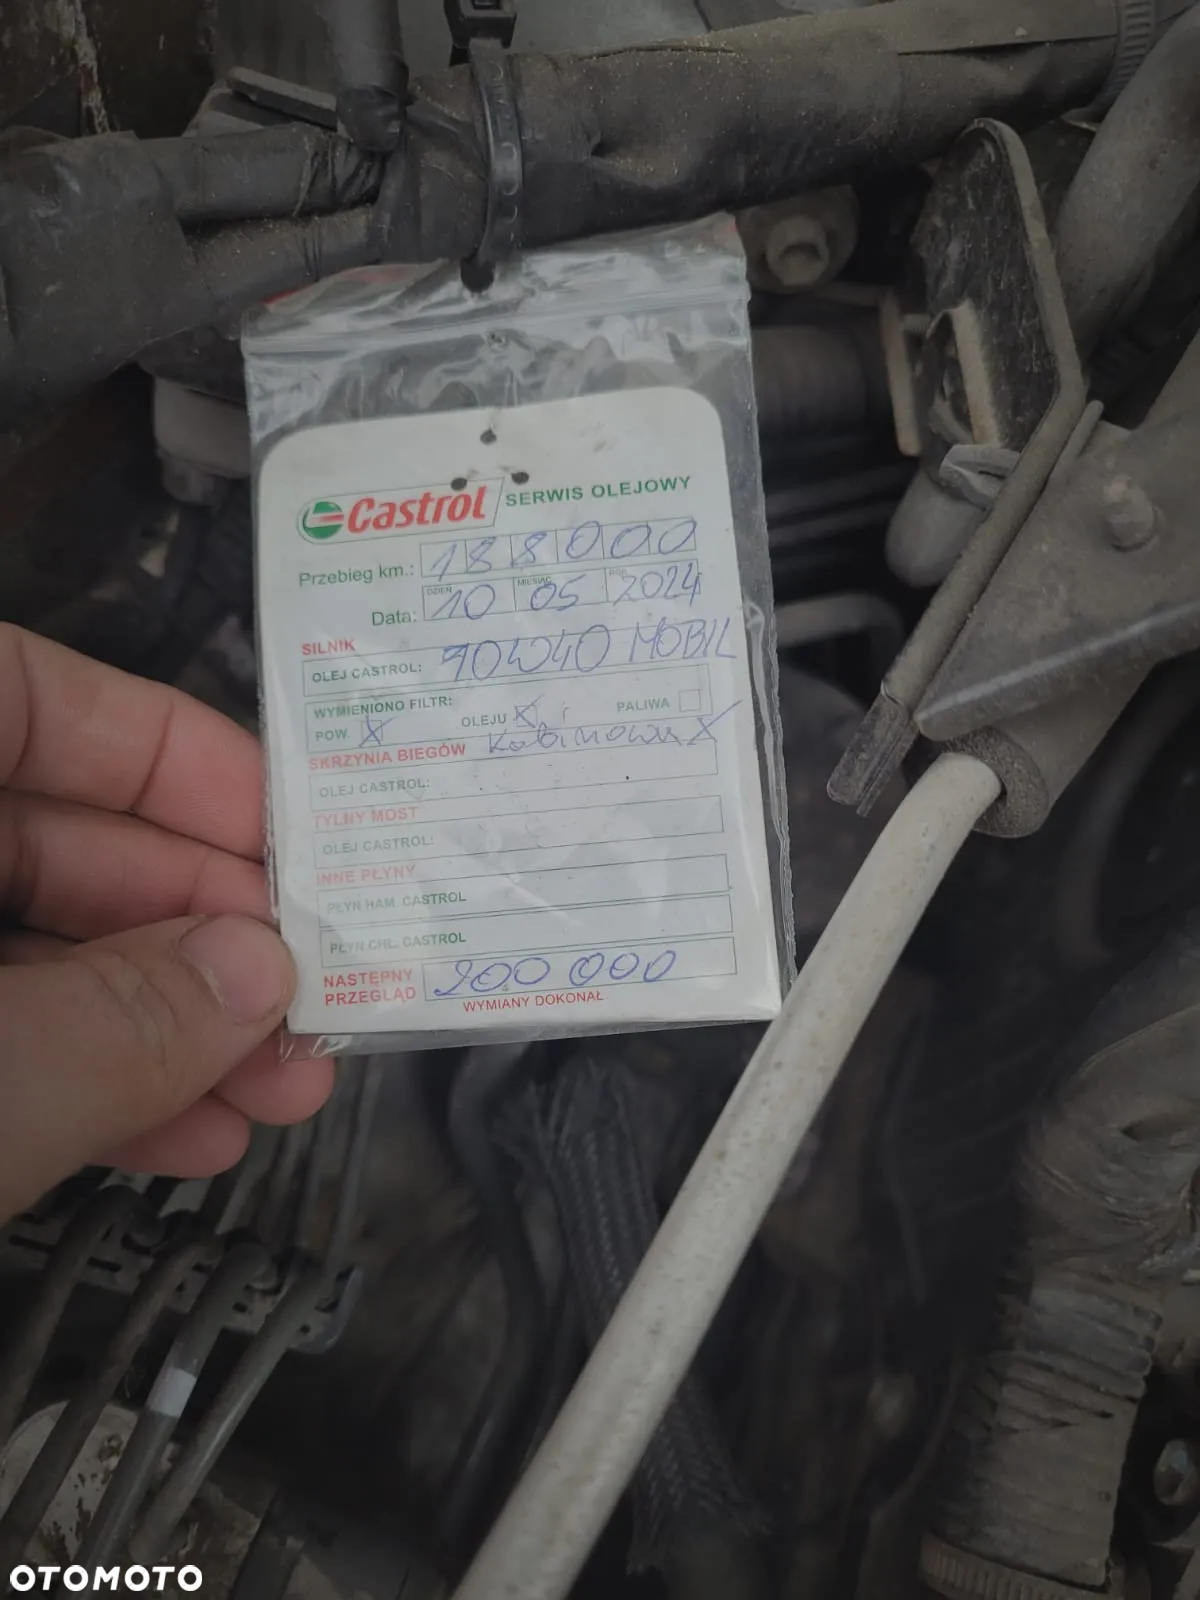 Castrol SERWIS OLEJOWY
Przebieg km.: 188000
DZIEŃ MIESIĄC ROK
Data: 10 05 2024
SILNIK
OLEJ CASTROL: 10W40 MOBIL
WYMIENIONO FILTR:
POW. X OLEJU X i PALIWA
SKRZYNIA BIEGÓW Kabinowy X
OLEJ CASTROL:
TYLNY MOST
OLEJ CASTROL:
INNE PŁYNY
PŁYN HAM. CASTROL
PŁYN CHŁ. CASTROL
NASTĘPNY PRZEGLĄD 200 000
WYMIANY DOKONAŁ
OTOMOTO